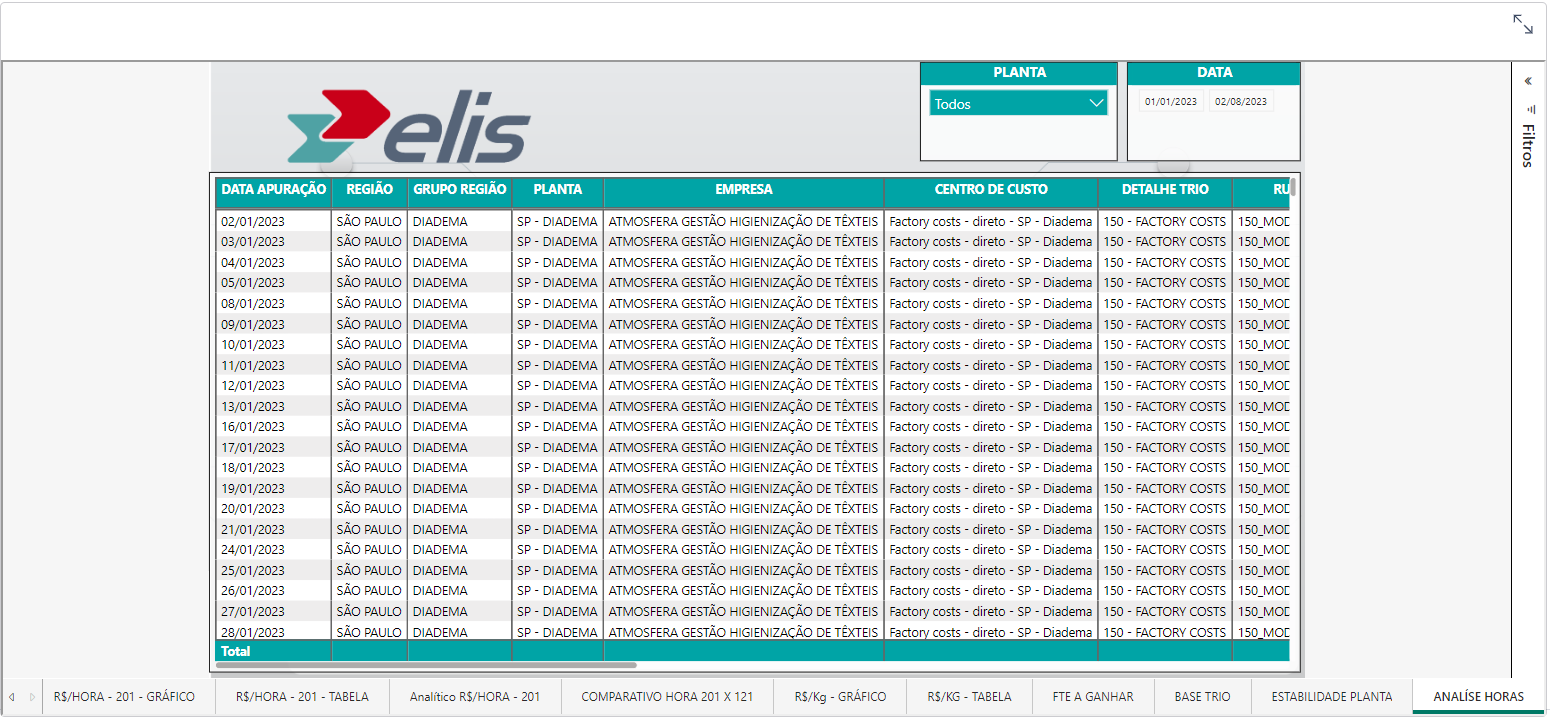 elis
PLANTA
Todos
DATA
01/01/2023 02/08/2023
Filtros
DATA APURAÇÃO REGIÃO GRUPO REGIÃO PLANTA EMPRESA CENTRO DE CUSTO DETALHE TRIO RU
02/01/2023 SÃO PAULO DIADEMA SP - DIADEMA ATMOSFERA GESTÃO HIGIENIZAÇÃO DE TÊXTEIS Factory costs - direto - SP - Diadema 150 - FACTORY COSTS 150_MOD
03/01/2023 SÃO PAULO DIADEMA SP - DIADEMA ATMOSFERA GESTÃO HIGIENIZAÇÃO DE TÊXTEIS Factory costs - direto - SP - Diadema 150 - FACTORY COSTS 150_MOD
04/01/2023 SÃO PAULO DIADEMA SP - DIADEMA ATMOSFERA GESTÃO HIGIENIZAÇÃO DE TÊXTEIS Factory costs - direto - SP - Diadema 150 - FACTORY COSTS 150_MOD
05/01/2023 SÃO PAULO DIADEMA SP - DIADEMA ATMOSFERA GESTÃO HIGIENIZAÇÃO DE TÊXTEIS Factory costs - direto - SP - Diadema 150 - FACTORY COSTS 150_MOD
08/01/2023 SÃO PAULO DIADEMA SP - DIADEMA ATMOSFERA GESTÃO HIGIENIZAÇÃO DE TÊXTEIS Factory costs - direto - SP - Diadema 150 - FACTORY COSTS 150_MOD
09/01/2023 SÃO PAULO DIADEMA SP - DIADEMA ATMOSFERA GESTÃO HIGIENIZAÇÃO DE TÊXTEIS Factory costs - direto - SP - Diadema 150 - FACTORY COSTS 150_MOD
10/01/2023 SÃO PAULO DIADEMA SP - DIADEMA ATMOSFERA GESTÃO HIGIENIZAÇÃO DE TÊXTEIS Factory costs - direto - SP - Diadema 150 - FACTORY COSTS 150_MOD
11/01/2023 SÃO PAULO DIADEMA SP - DIADEMA ATMOSFERA GESTÃO HIGIENIZAÇÃO DE TÊXTEIS Factory costs - direto - SP - Diadema 150 - FACTORY COSTS 150_MOD
12/01/2023 SÃO PAULO DIADEMA SP - DIADEMA ATMOSFERA GESTÃO HIGIENIZAÇÃO DE TÊXTEIS Factory costs - direto - SP - Diadema 150 - FACTORY COSTS 150_MOD
13/01/2023 SÃO PAULO DIADEMA SP - DIADEMA ATMOSFERA GESTÃO HIGIENIZAÇÃO DE TÊXTEIS Factory costs - direto - SP - Diadema 150 - FACTORY COSTS 150_MOD
16/01/2023 SÃO PAULO DIADEMA SP - DIADEMA ATMOSFERA GESTÃO HIGIENIZAÇÃO DE TÊXTEIS Factory costs - direto - SP - Diadema 150 - FACTORY COSTS 150_MOD
17/01/2023 SÃO PAULO DIADEMA SP - DIADEMA ATMOSFERA GESTÃO HIGIENIZAÇÃO DE TÊXTEIS Factory costs - direto - SP - Diadema 150 - FACTORY COSTS 150_MOD
18/01/2023 SÃO PAULO DIADEMA SP - DIADEMA ATMOSFERA GESTÃO HIGIENIZAÇÃO DE TÊXTEIS Factory costs - direto - SP - Diadema 150 - FACTORY COSTS 150_MOD
19/01/2023 SÃO PAULO DIADEMA SP - DIADEMA ATMOSFERA GESTÃO HIGIENIZAÇÃO DE TÊXTEIS Factory costs - direto - SP - Diadema 150 - FACTORY COSTS 150_MOD
20/01/2023 SÃO PAULO DIADEMA SP - DIADEMA ATMOSFERA GESTÃO HIGIENIZAÇÃO DE TÊXTEIS Factory costs - direto - SP - Diadema 150 - FACTORY COSTS 150_MOD
21/01/2023 SÃO PAULO DIADEMA SP - DIADEMA ATMOSFERA GESTÃO HIGIENIZAÇÃO DE TÊXTEIS Factory costs - direto - SP - Diadema 150 - FACTORY COSTS 150_MOD
24/01/2023 SÃO PAULO DIADEMA SP - DIADEMA ATMOSFERA GESTÃO HIGIENIZAÇÃO DE TÊXTEIS Factory costs - direto - SP - Diadema 150 - FACTORY COSTS 150_MOD
25/01/2023 SÃO PAULO DIADEMA SP - DIADEMA ATMOSFERA GESTÃO HIGIENIZAÇÃO DE TÊXTEIS Factory costs - direto - SP - Diadema 150 - FACTORY COSTS 150_MOD
26/01/2023 SÃO PAULO DIADEMA SP - DIADEMA ATMOSFERA GESTÃO HIGIENIZAÇÃO DE TÊXTEIS Factory costs - direto - SP - Diadema 150 - FACTORY COSTS 150_MOD
27/01/2023 SÃO PAULO DIADEMA SP - DIADEMA ATMOSFERA GESTÃO HIGIENIZAÇÃO DE TÊXTEIS Factory costs - direto - SP - Diadema 150 - FACTORY COSTS 150_MOD
28/01/2023 SÃO PAULO DIADEMA SP - DIADEMA ATMOSFERA GESTÃO HIGIENIZAÇÃO DE TÊXTEIS Factory costs - direto - SP - Diadema 150 - FACTORY COSTS 150_MOD
Total
R$/HORA - 201 - GRÁFICO R$/HORA - 201 - TABELA Analítico R$/HORA - 201 COMPARATIVO HORA 201 X 121 R$/Kg - GRÁFICO R$/KG - TABELA FTE A GANHAR BASE TRIO ESTABILIDADE PLANTA ANALÍSE HORAS